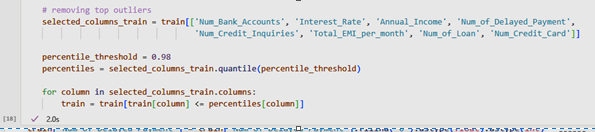 # removing top outliers
selected_columns_train = train[['Num_Bank_Accounts', 'Interest_Rate', 'Annual_Income', 'Num_of_Delayed_Payment',
'Num_Credit_Inquiries', 'Total_EMI_per_month', 'Num_of_Loan', 'Num_Credit_Card']]
percentile_threshold = 0.98
percentiles = selected_columns_train.quantile(percentile_threshold)
for column in selected_columns_train.columns:
train = train[train[column] <= percentiles[column]]
[18] ✓ 2.0s